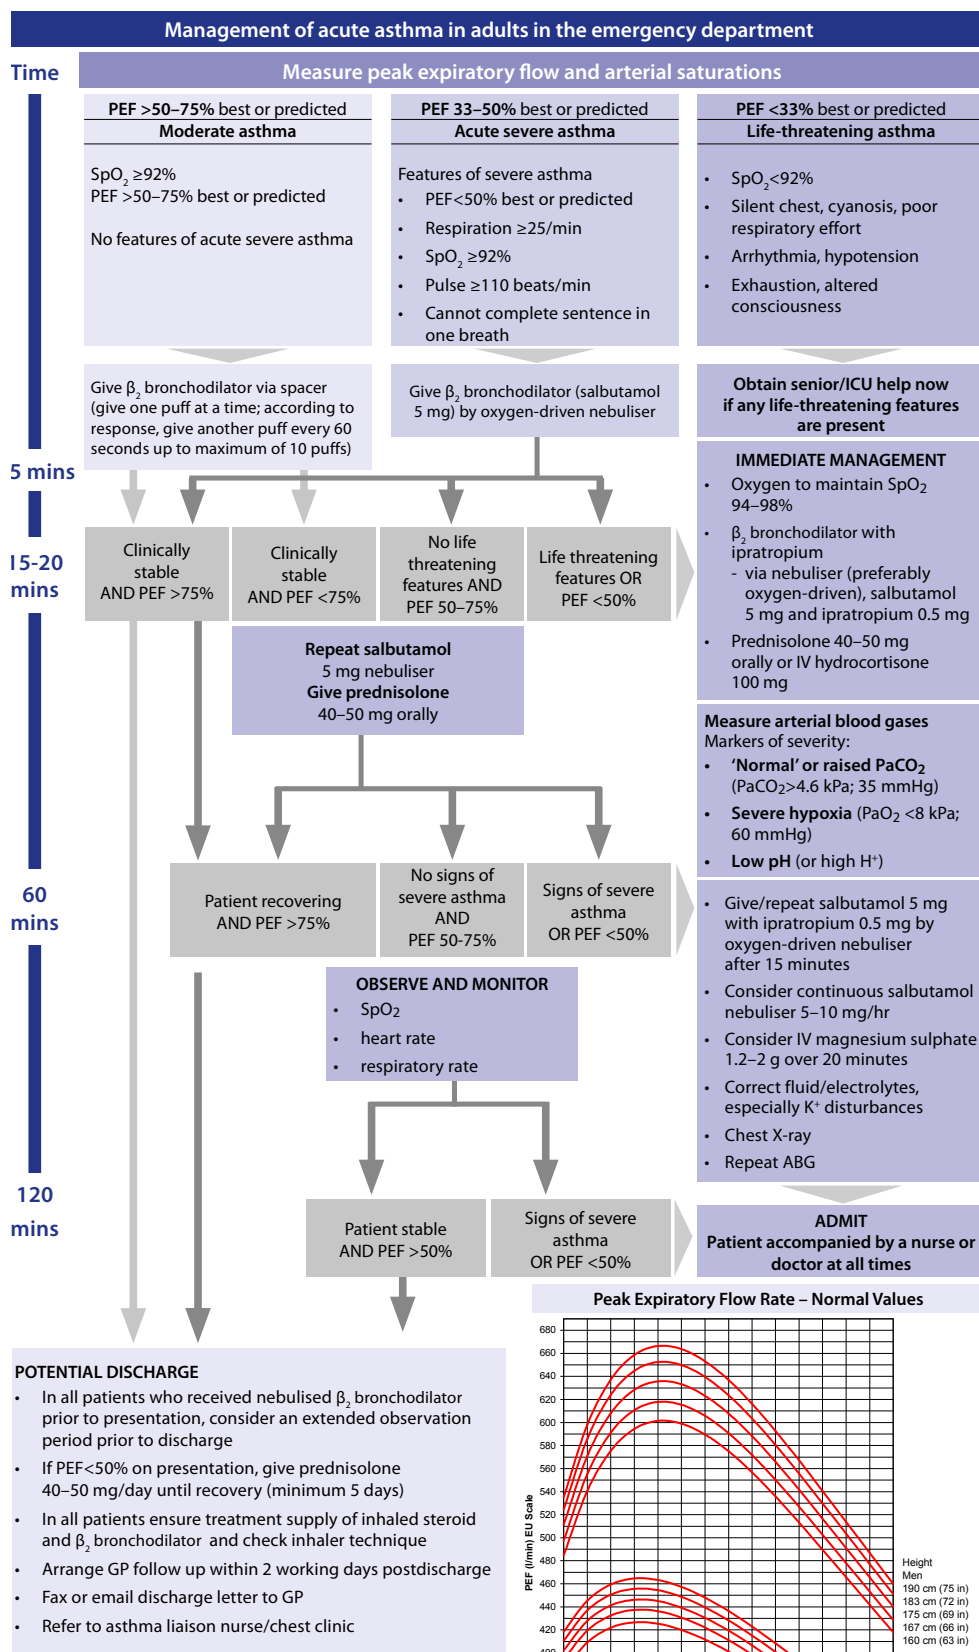 Management of acute asthma in adults in the emergency department
Time
Measure peak expiratory flow and arterial saturations
PEF >50–75% best or predicted
Moderate asthma
SpO2 ≥92%
PEF >50–75% best or predicted
No features of acute severe asthma
PEF 33–50% best or predicted
Acute severe asthma
Features of severe asthma
• PEF<50% best or predicted
• Respiration ≥25/min
• SpO2 ≥92%
• Pulse ≥110 beats/min
• Cannot complete sentence in
one breath
PEF <33% best or predicted
Life-threatening asthma
• SpO2<92%
• Silent chest, cyanosis, poor
respiratory effort
• Arrhythmia, hypotension
• Exhaustion, altered
consciousness
Give β2 bronchodilator via spacer
(give one puff at a time; according to
response, give another puff every 60
seconds up to maximum of 10 puffs)
Give β2 bronchodilator (salbutamol
5 mg) by oxygen-driven nebuliser
Obtain senior/ICU help now
if any life-threatening features
are present
5 mins
IMMEDIATE MANAGEMENT
• Oxygen to maintain SpO2
94–98%
• β2 bronchodilator with
ipratropium
- via nebuliser (preferably
oxygen-driven), salbutamol
5 mg and ipratropium 0.5 mg
• Prednisolone 40–50 mg
orally or IV hydrocortisone
100 mg
15-20
mins
Clinically
stable
AND PEF >75%
Clinically
stable
AND PEF <75%
No life
threatening
features AND
PEF 50–75%
Life threatening
features OR
PEF <50%
Repeat salbutamol
5 mg nebuliser
Give prednisolone
40–50 mg orally
Measure arterial blood gases
Markers of severity:
• ‘Normal’ or raised PaCO2
(PaCO2>4.6 kPa; 35 mmHg)
• Severe hypoxia (PaO2 <8 kPa;
60 mmHg)
• Low pH (or high H+)
60
mins
Patient recovering
AND PEF >75%
No signs of
severe asthma
AND
PEF 50-75%
Signs of severe
asthma
OR PEF <50%
• Give/repeat salbutamol 5 mg
with ipratropium 0.5 mg by
oxygen-driven nebuliser
after 15 minutes
• Consider continuous salbutamol
nebuliser 5–10 mg/hr
• Consider IV magnesium sulphate
1.2–2 g over 20 minutes
• Correct fluid/electrolytes,
especially K+ disturbances
• Chest X-ray
• Repeat ABG
OBSERVE AND MONITOR
• SpO2
• heart rate
• respiratory rate
120
mins
Patient stable
AND PEF >50%
Signs of severe
asthma
OR PEF <50%
ADMIT
Patient accompanied by a nurse or
doctor at all times
POTENTIAL DISCHARGE
• In all patients who received nebulised β2 bronchodilator
prior to presentation, consider an extended observation
period prior to discharge
• If PEF<50% on presentation, give prednisolone
40–50 mg/day until recovery (minimum 5 days)
• In all patients ensure treatment supply of inhaled steroid
and β2 bronchodilator and check inhaler technique
• Arrange GP follow up within 2 working days postdischarge
• Fax or email discharge letter to GP
• Refer to asthma liaison nurse/chest clinic
Peak Expiratory Flow Rate – Normal Values
680
660
640
620
600
580
560
540
520
500
480
460
440
420
PEF (l/min) EU Scale
Height
Men
190 cm (75 in)
183 cm (72 in)
175 cm (69 in)
167 cm (66 in)
160 cm (63 in)